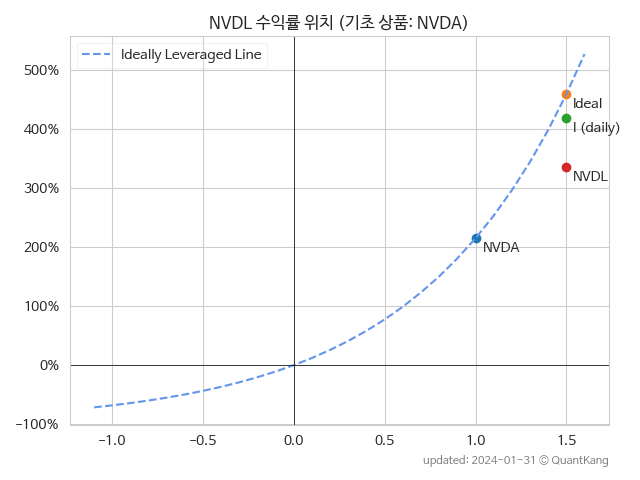 NVDL 수익률 위치 (기초 상품: NVDA)
Ideally Leveraged Line
500%
400%
300%
200%
100%
0%
−100%
Ideal
I (daily)
NVDL
NVDA
−1.0
−0.5
0.0
0.5
1.0
1.5
updated: 2024-01-31 © QuantKang